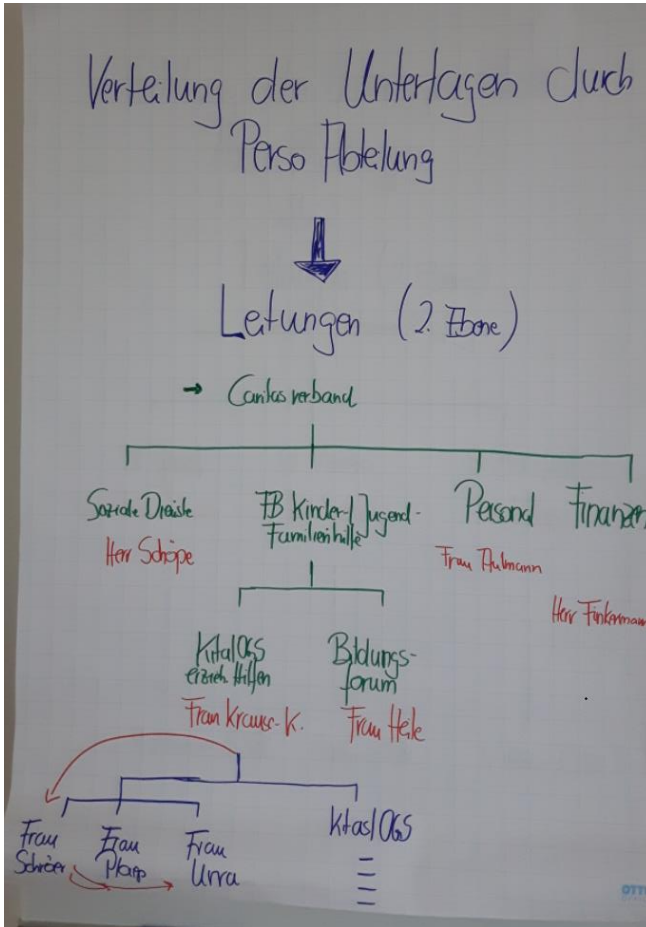 Verteilung der Unterlagen durch
Perso Abteilung
Leitungen (2. Ebene)
→ Caritasverband
Soziale Dienste
Herr Schöpe
FB Kinder-/Jugend-
Familienhilfe
Personal
Frau Aulmann
Finanzen
Herr Finkermann
Kita/OGS
erzieh. Hilfen
Frau Krause-K.
Bildungs-
forum
Frau Heile
Frau
Schröer
Frau
Frau
Urra
Kitas/OGS